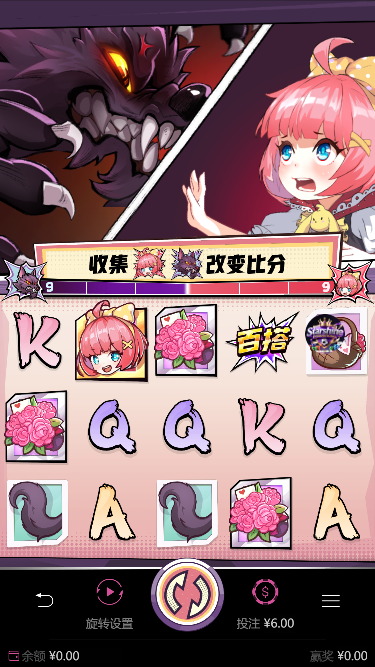 收集 改变比分
9 9
K 百搭 Starshine
Q Q K Q
A A
旋转设置 投注 ¥6.00
余额 ¥0.00 赢奖 ¥0.00